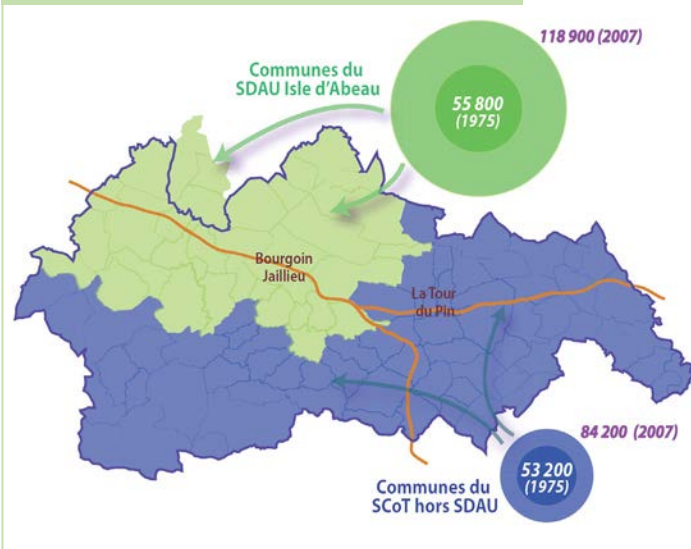 118 900 (2007)
Communes du
SDAU Isle d'Abeau
55 800
(1975)
Bourgoin
Jaillieu
La Tour
du Pin
84 200 (2007)
53 200
(1975)
Communes du
SCoT hors SDAU